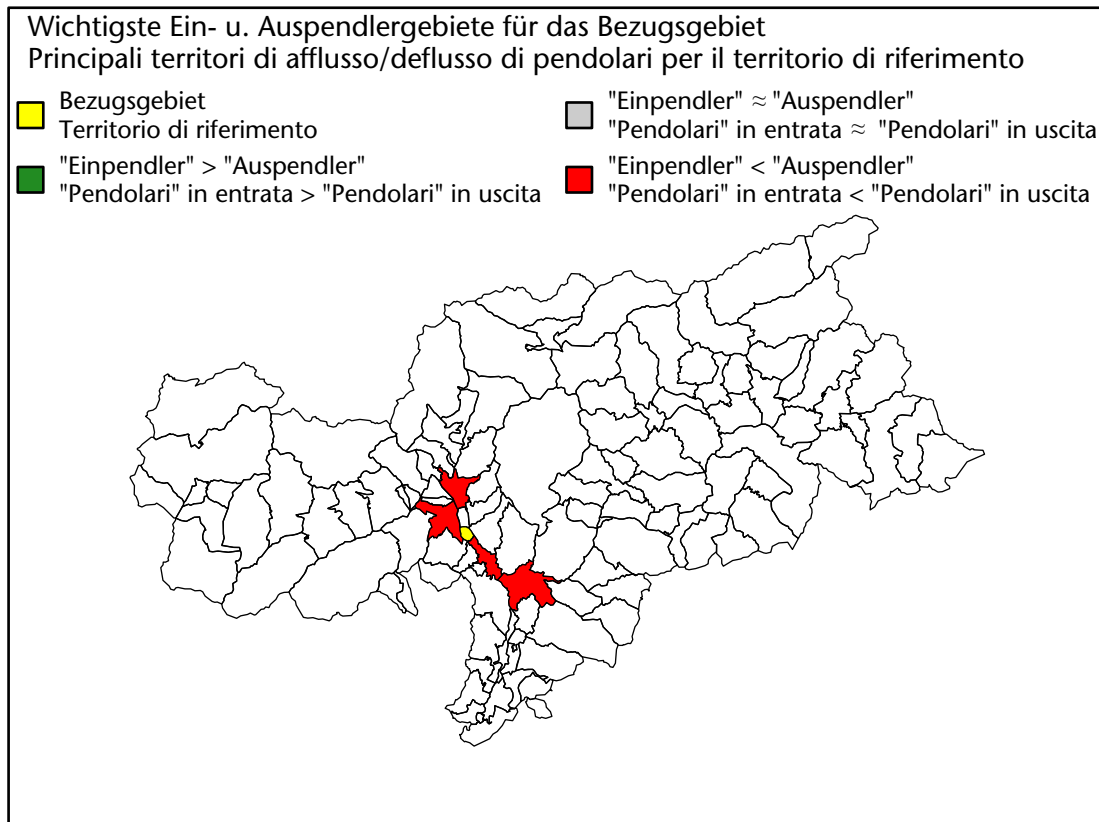 Wichtigste Ein- u. Auspendlergebiete für das Bezugsgebiet
Principali territori di afflusso/deflusso di pendolari per il territorio di riferimento
Bezugsgebiet
Territorio di riferimento
"Einpendler" > "Auspendler"
"Pendolari" in entrata > "Pendolari" in uscita
"Einpendler" ≈ "Auspendler"
"Pendolari" in entrata ≈ "Pendolari" in uscita
"Einpendler" < "Auspendler"
"Pendolari" in entrata < "Pendolari" in uscita